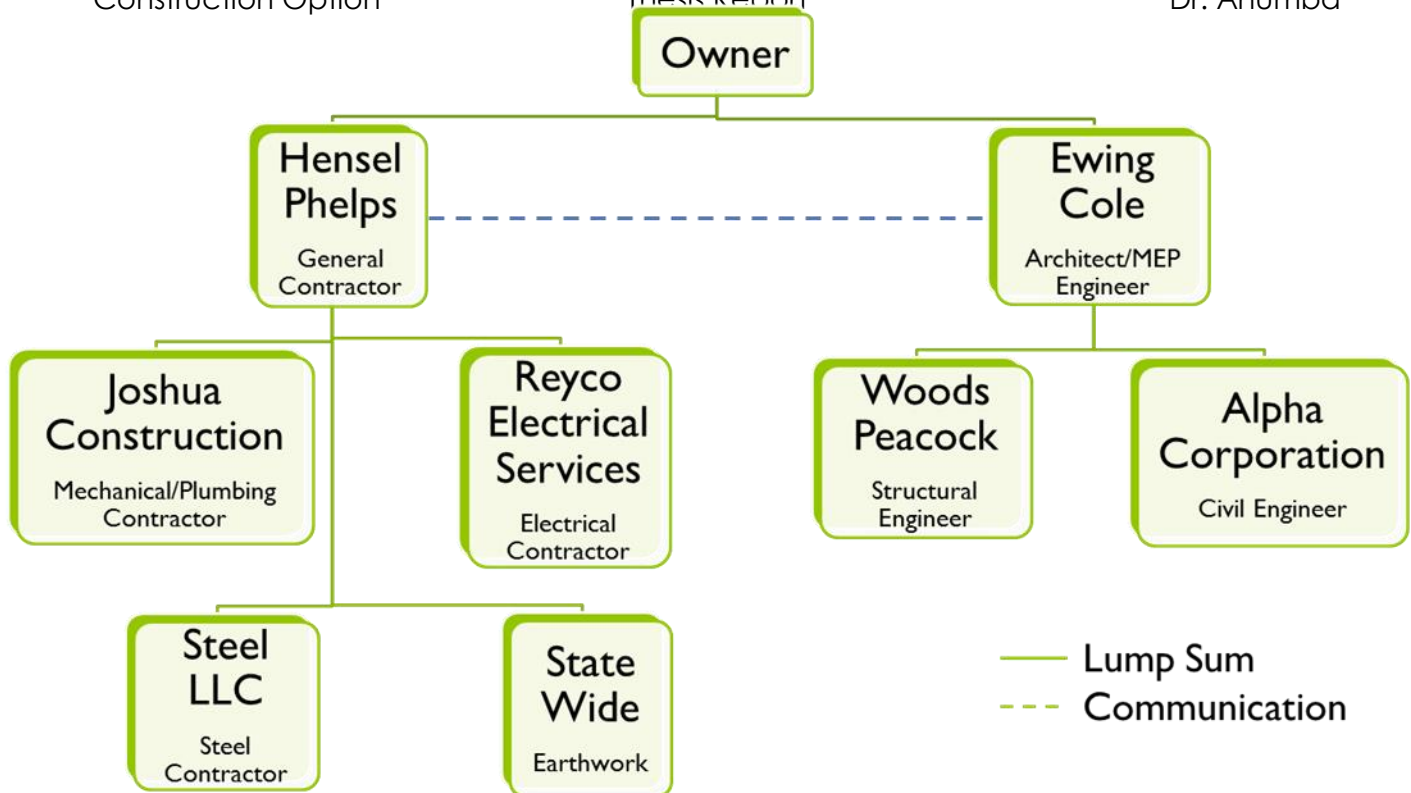 Construction Option
Thesis Report
Dr. Anumba
Owner
Hensel
Phelps
General
Contractor
Ewing
Cole
Architect/MEP
Engineer
Joshua
Construction
Mechanical/Plumbing
Contractor
Reyco
Electrical
Services
Electrical
Contractor
Woods
Peacock
Structural
Engineer
Alpha
Corporation
Civil Engineer
Steel
LLC
Steel
Contractor
State
Wide
Earthwork
Lump Sum
Communication